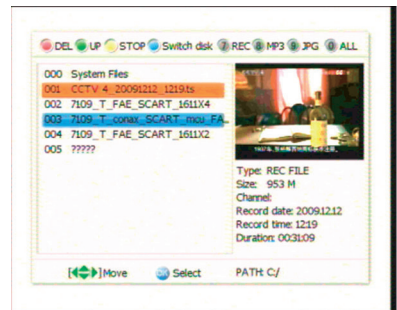 DEL UP STOP Switch disk 7 REC 8 MP3 9 JPG 0 ALL
000 System Files
001 CCTV 4_20091212_1219.ts
002 7109_T_FAE_SCART_1611X4
003 7109_T_conax_SCART_mcu_FA_
004 7109_T_FAE_SCART_1611X2
005 ?????
Type: REC FILE
Size: 953 M
Channel:
Record date: 2009.12.12
Record time: 12:19
Duration: 00:31:09
[]Move Select PATH: C:/